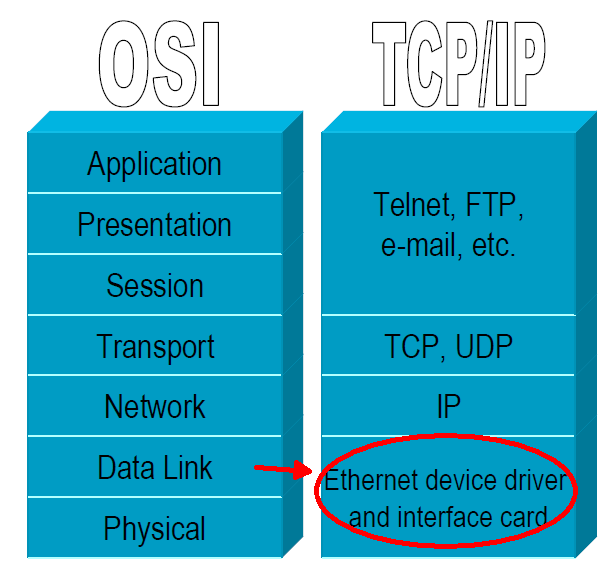 OSI
TCP/IP
Application
Presentation
Session
Transport
Network
Data Link
Physical
Telnet, FTP,
e-mail, etc.
TCP, UDP
IP
Ethernet device driver
and interface card